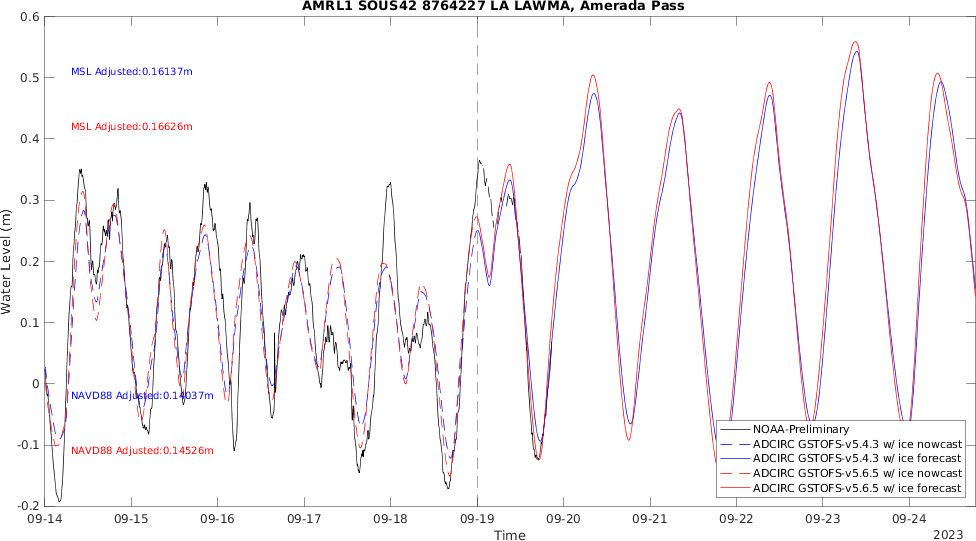 AMRL1 SOUS42 8764227 LA LAWMA, Amerada Pass
0.6
0.5
0.4
0.3
0.2
0.1
0
-0.1
-0.2
Water Level (m)
MSL Adjusted:0.16137m
MSL Adjusted:0.16626m
NAVD88 Adjusted:0.14037m
NAVD88 Adjusted:0.14526m
NOAA-Preliminary
ADCIRC GSTOFS-v5.4.3 w/ ice nowcast
ADCIRC GSTOFS-v5.4.3 w/ ice forecast
ADCIRC GSTOFS-v5.6.5 w/ ice nowcast
ADCIRC GSTOFS-v5.6.5 w/ ice forecast
09-14 09-15 09-16 09-17 09-18 09-19 09-20 09-21 09-22 09-23 09-24
Time
2023